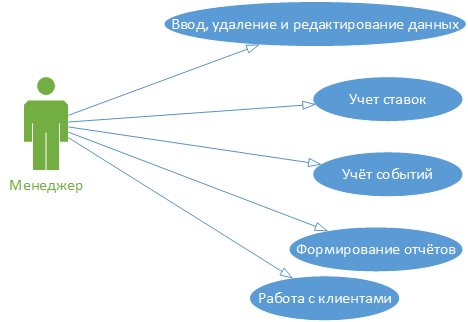 Ввод, удаление и редактирование данных
Учет ставок
Учёт событий
Менеджер
Формирование отчётов
Работа с клиентами